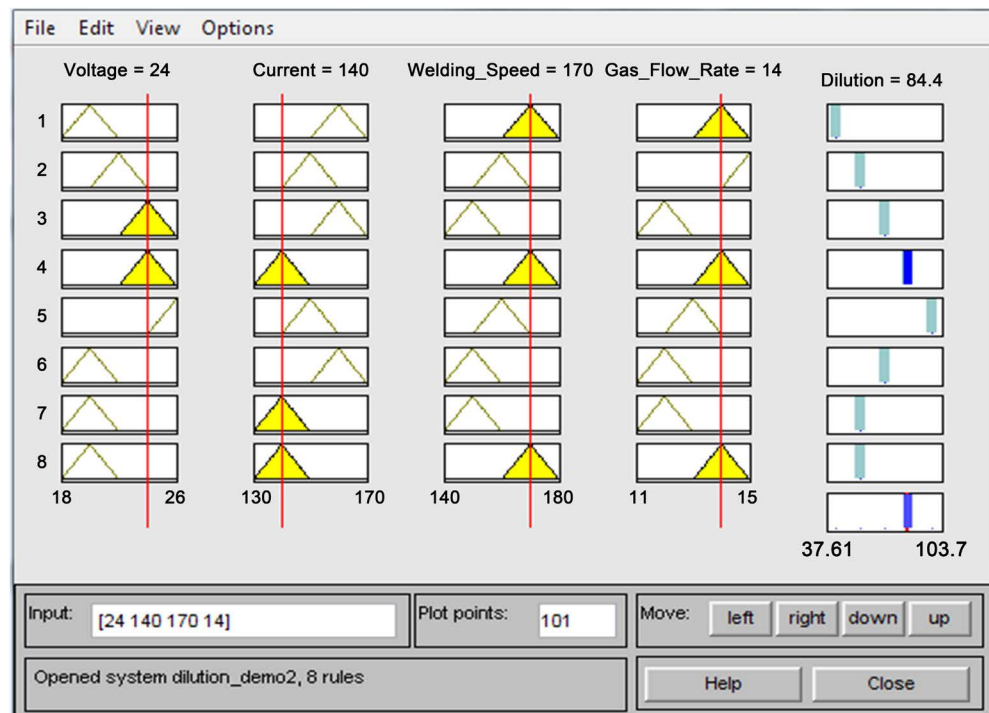 File Edit View Options
Voltage = 24 Current = 140 Welding_Speed = 170 Gas_Flow_Rate = 14 Dilution = 84.4
1
2
3
4
5
6
7
8
18 26 130 170 140 180 11 15
37.61 103.7
Input: [24 140 170 14] Plot points: 101 Move: left right down up
Opened system dilution_demo2, 8 rules Help Close